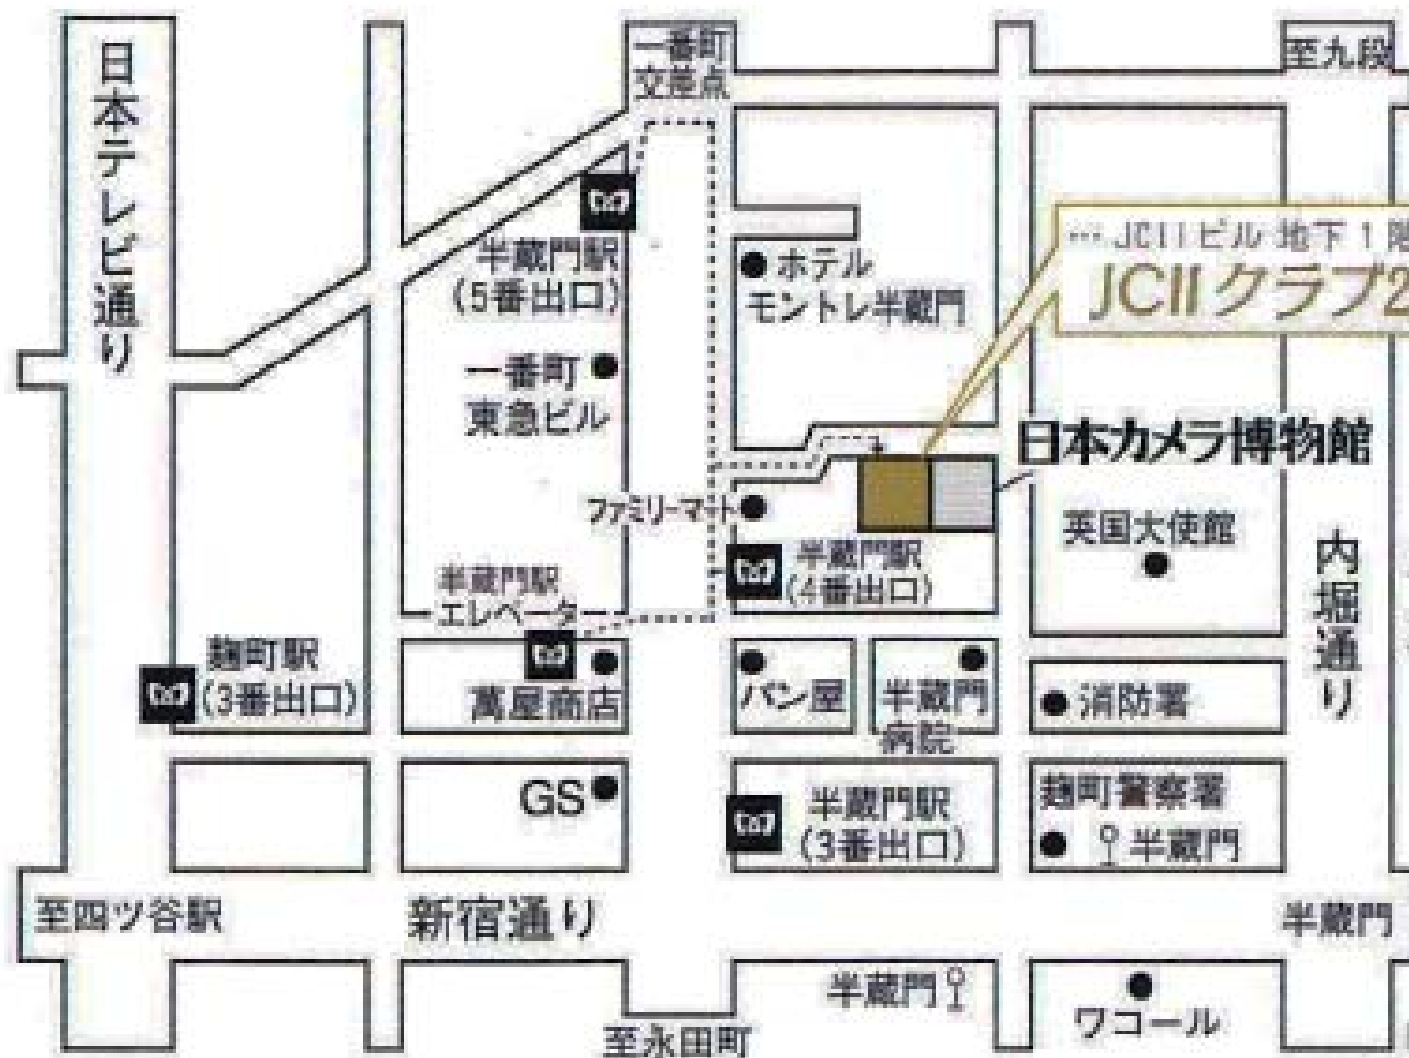 日本テレビ通り
一番町
交差点
至九段
半蔵門駅
(5番出口)
ホテル
モントレ半蔵門
… JCIIビル 地下1階
JCIIクラブ2
一番町
東急ビル
日本カメラ博物館
ファミリーマート
英国大使館
内堀通り
半蔵門駅
(4番出口)
半蔵門駅
エレベータ
麹町駅
(3番出口)
萬屋商店
パン屋
半蔵門
病院
消防署
GS
半蔵門駅
(3番出口)
麹町警察署
半蔵門
至四ツ谷駅
新宿通り
半蔵門
半蔵門
ワコール
至永田町